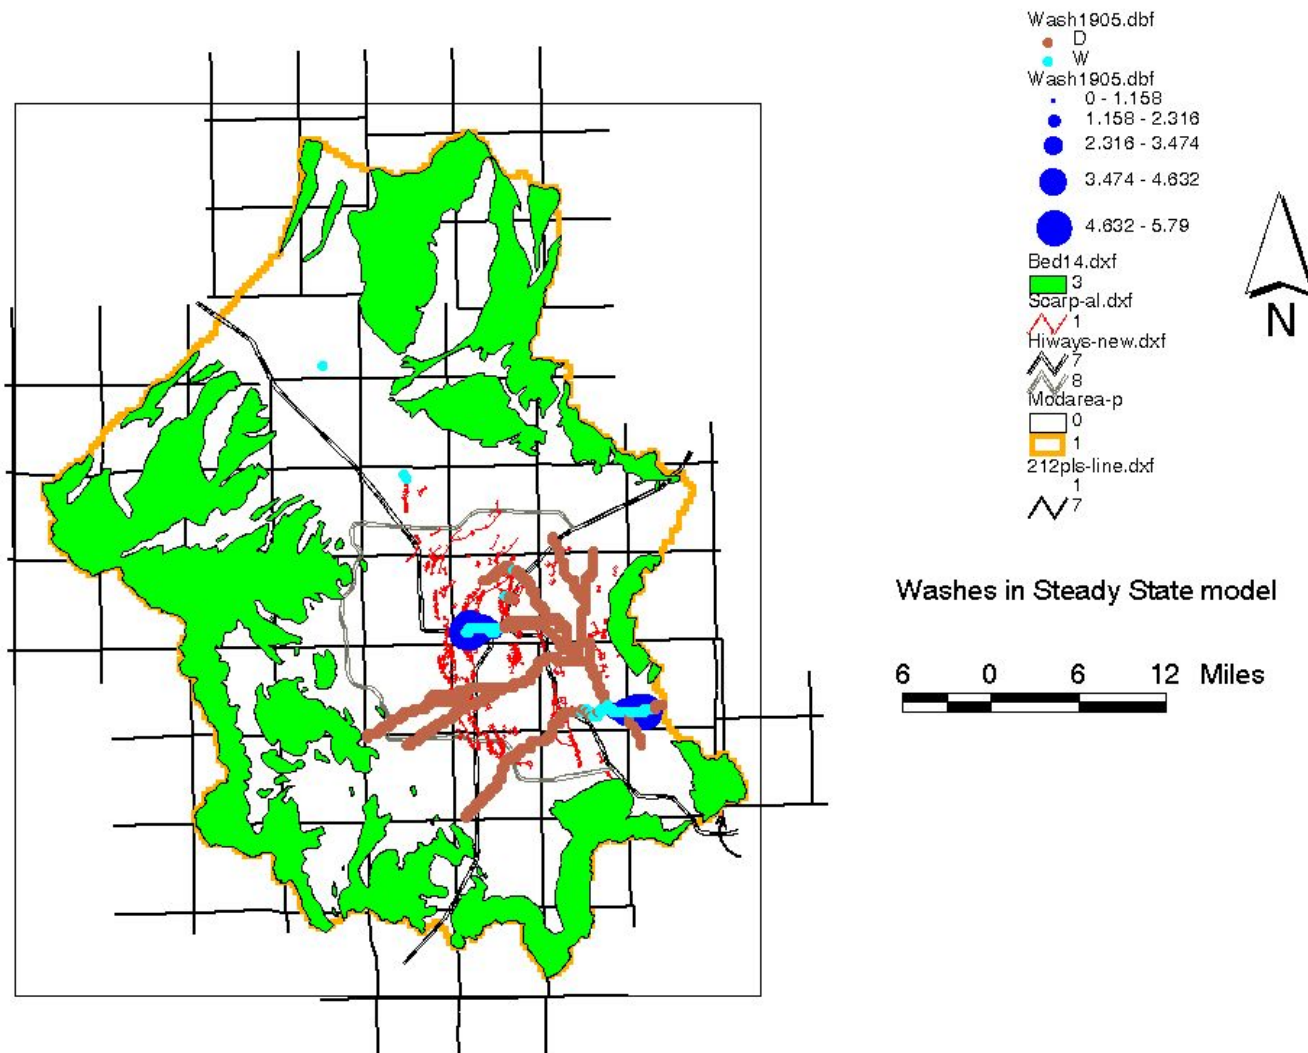 Wash1905.dbf
D
W
Wash1905.dbf
0 - 1.158
1.158 - 2.316
2.316 - 3.474
3.474 - 4.632
4.632 - 5.79
Bed14.dxf
3
Scarp-al.dxf
1
Hiways-new.dxf
7
8
Modarea-p
0
1
212pls-line.dxf
1
7
N
Washes in Steady State model
6 0 6 12 Miles